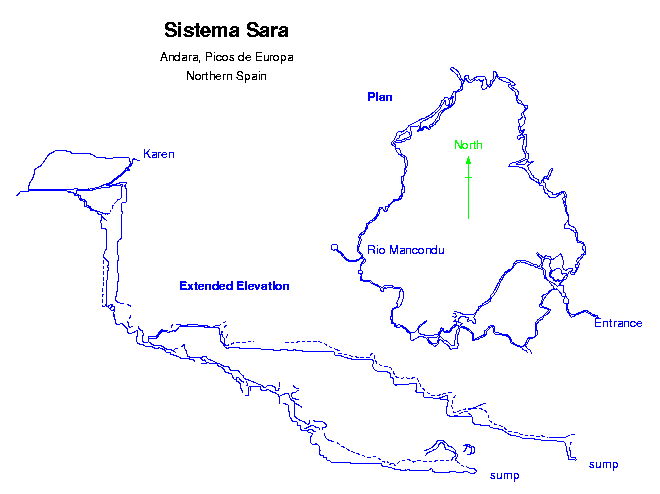 Sistema Sara
Andara, Picos de Europa
Northern Spain
Plan
North
Karen
Rio Mancondu
Extended Elevation
Entrance
sump
sump